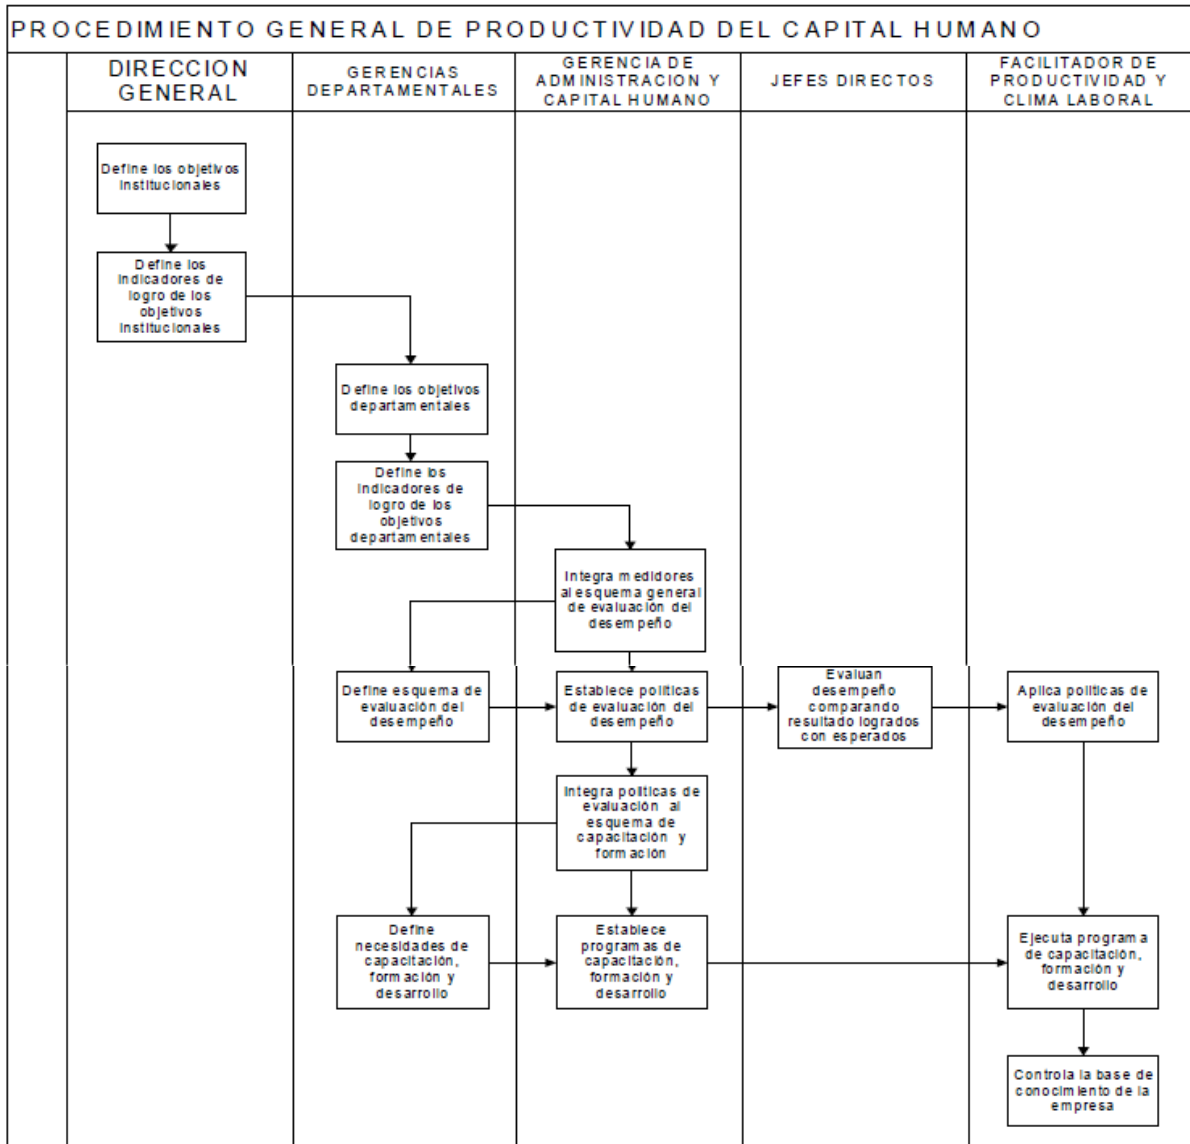 PROCEDIMIENTO GENERAL DE PRODUCTIVIDAD DEL CAPITAL HUMANO
DIRECCION
GENERAL
GERENCIAS
DEPARTAMENTALES
GERENCIA DE
ADMINISTRACION Y
CAPITAL HUMANO
JEFES DIRECTOS
FACILITADOR DE
PRODUCTIVIDAD Y
CLIMA LABORAL
Define los objetivos
institucionales
Define los
indicadores de
logro de los
objetivos
institucionales
Define los objetivos
departamentales
Define los
indicadores de
logro de los
objetivos
departamentales
Integra medidores
al esquema general
de evaluación del
desempeño
Define esquema de
evaluación del
desempeño
Establece políticas
de evaluación del
desempeño
Evaluan
desempeño
comparando
resultado logrados
con esperados
Aplica políticas de
evaluación del
desempeño
Integra políticas de
evaluación al
esquema de
capacitación y
formación
Define
necesidades de
capacitación,
formación y
desarrollo
Establece
programas de
capacitación,
formación y
desarrollo
Ejecuta programa
de capacitación,
formación y
desarrollo
Controla la base de
conocimiento de la
empresa